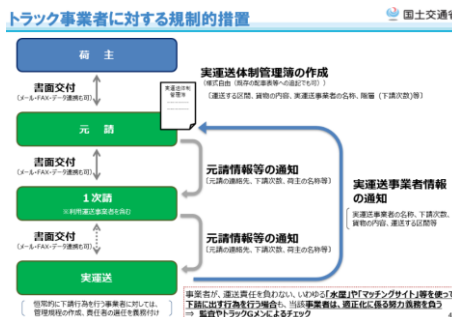 トラック事業者に対する規制的措置
国土交通省
荷 主
書面交付
(メール・FAX・データ連携も可)
実運送体制
管理簿
実運送体制管理簿の作成
(様式自由(既存の配車表等への追記でも可))
(運送する区間、貨物の内容、実運送事業者の名称、階層(下請次数)等)
元 請
書面交付
(メール・FAX・データ連携も可)
元請情報等の通知
(元請の連絡先、下請次数、荷主の名称等)
1次請
※利用運送事業者を含む
実運送事業者情報
の通知
実運送事業者の名称、下請次数、
貨物の内容、運送する区間等
書面交付
(メール・FAX・データ連携も可)
元請情報等の通知
(元請の連絡先、下請次数、荷主の名称等)
実運送
恒常的に下請行為を行う事業者に対しては、
管理規程の作成、責任者の選任を義務付け
事業者が、運送責任を負わない、いわゆる「水屋」や「マッチングサイト」等を使って
下請に出す行為を行う場合も、当該事業者は、適正化に係る努力義務を負う
⇒ 監査やトラックGメンによるチェック